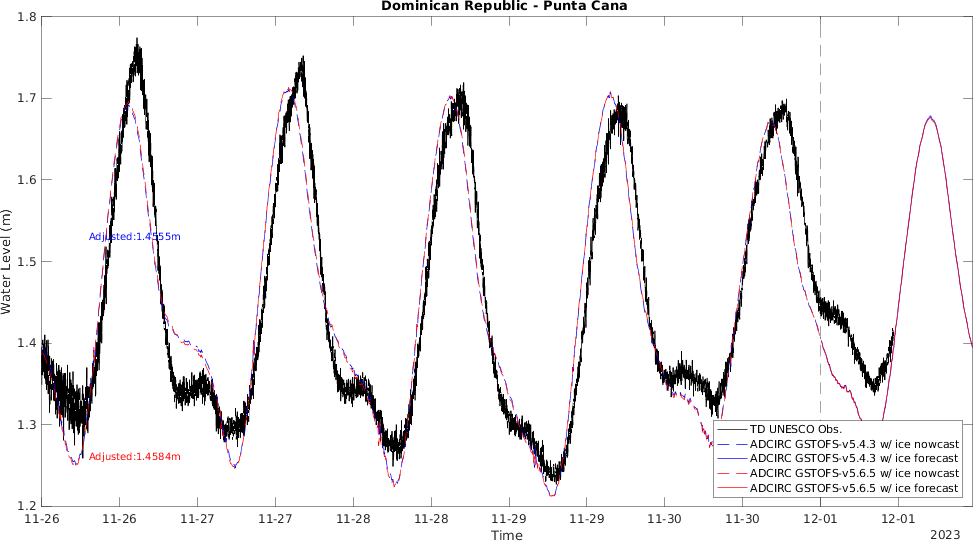 Dominican Republic - Punta Cana
1.8
1.7
1.6
1.5
1.4
1.3
1.2
Water Level (m)
Adjusted:1.4555m
Adjusted:1.4584m
TD UNESCO Obs.
ADCIRC GSTOFS-v5.4.3 w/ ice nowcast
ADCIRC GSTOFS-v5.4.3 w/ ice forecast
ADCIRC GSTOFS-v5.6.5 w/ ice nowcast
ADCIRC GSTOFS-v5.6.5 w/ ice forecast
11-26 11-26 11-27 11-27 11-28 11-28 11-29 11-29 11-30 11-30 12-01 12-01
Time
2023